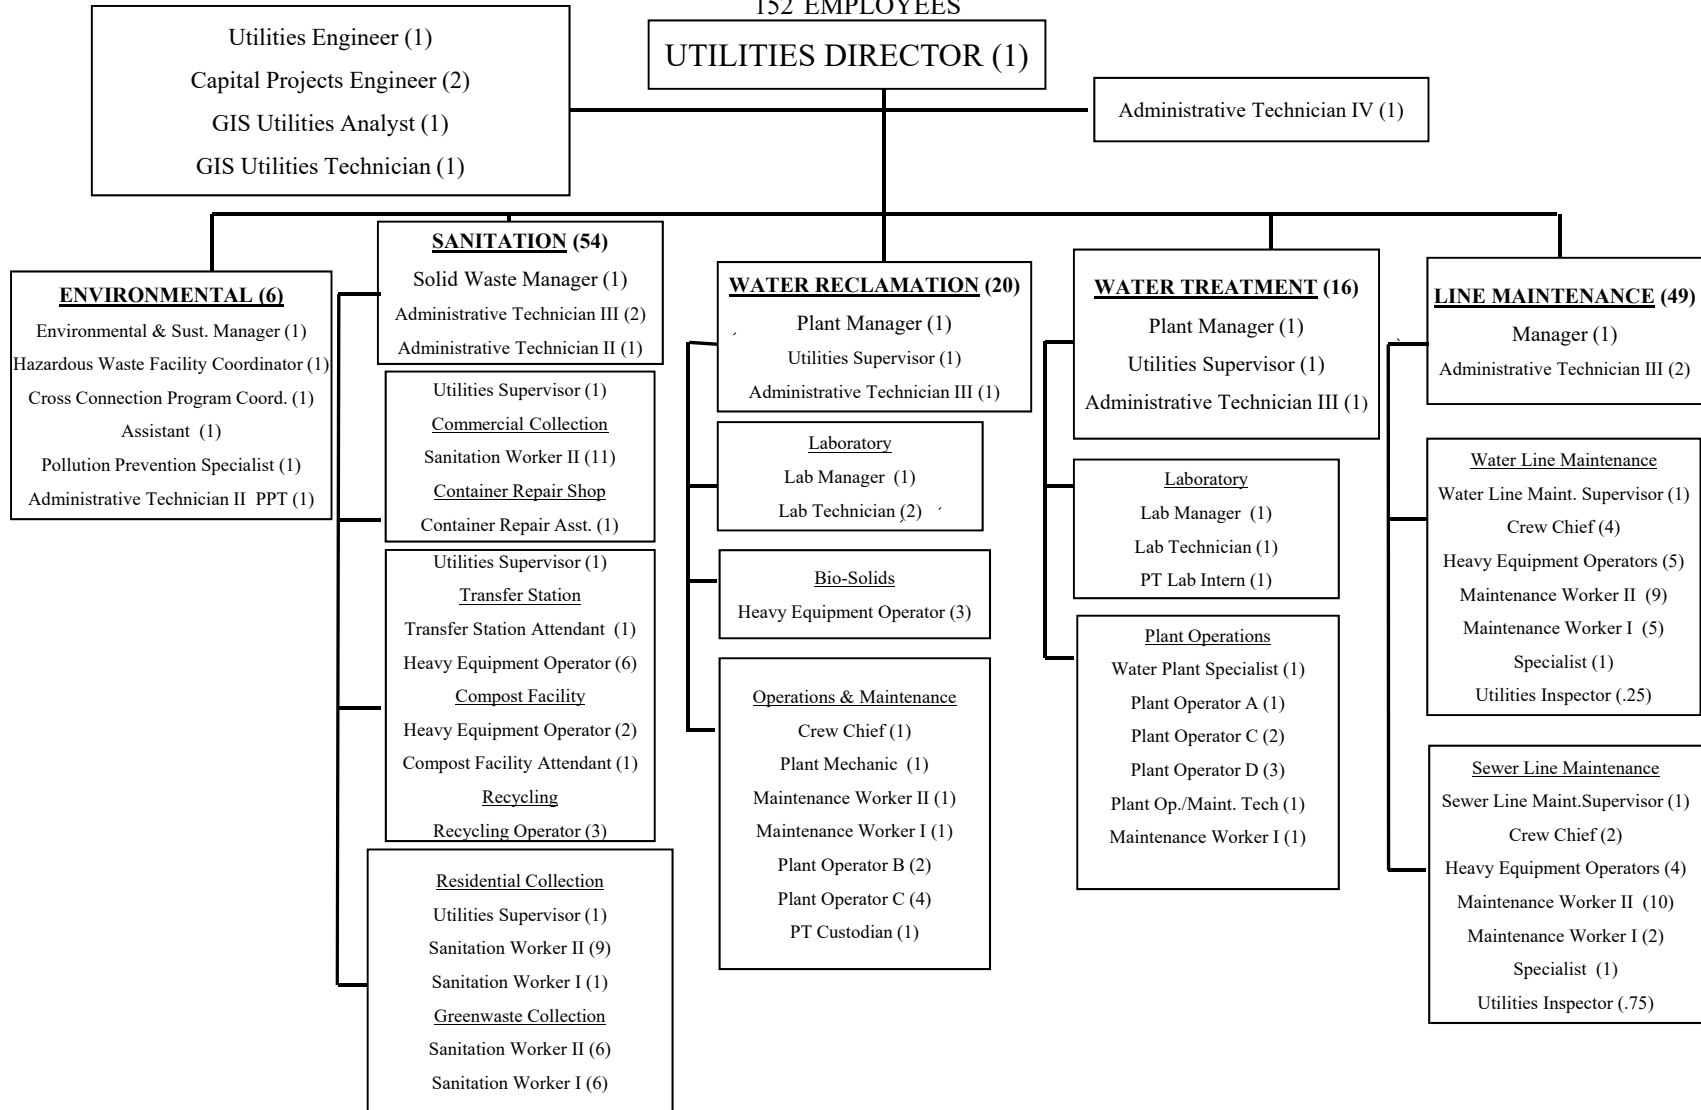 152 EMPLOYEES
UTILITIES DIRECTOR (1)
Utilities Engineer (1)
Capital Projects Engineer (2)
GIS Utilities Analyst (1)
GIS Utilities Technician (1)
Administrative Technician IV (1)
ENVIRONMENTAL (6)
Environmental & Sust. Manager (1)
Hazardous Waste Facility Coordinator (1)
Cross Connection Program Coord. (1)
Assistant (1)
Pollution Prevention Specialist (1)
Administrative Technician II PPT (1)
SANITATION (54)
Solid Waste Manager (1)
Administrative Technician III (2)
Administrative Technician II (1)
Utilities Supervisor (1)
Commercial Collection
Sanitation Worker II (11)
Container Repair Shop
Container Repair Asst. (1)
Utilities Supervisor (1)
Transfer Station
Transfer Station Attendant (1)
Heavy Equipment Operator (6)
Compost Facility
Heavy Equipment Operator (2)
Compost Facility Attendant (1)
Recycling
Recycling Operator (3)
Residential Collection
Utilities Supervisor (1)
Sanitation Worker II (9)
Sanitation Worker I (1)
Greenwaste Collection
Sanitation Worker II (6)
Sanitation Worker I (6)
WATER RECLAMATION (20)
Plant Manager (1)
Utilities Supervisor (1)
Administrative Technician III (1)
Laboratory
Lab Manager (1)
Lab Technician (2)
Bio-Solids
Heavy Equipment Operator (3)
Operations & Maintenance
Crew Chief (1)
Plant Mechanic (1)
Maintenance Worker II (1)
Maintenance Worker I (1)
Plant Operator B (2)
Plant Operator C (4)
PT Custodian (1)
WATER TREATMENT (16)
Plant Manager (1)
Utilities Supervisor (1)
Administrative Technician III (1)
Laboratory
Lab Manager (1)
Lab Technician (1)
PT Lab Intern (1)
Plant Operations
Water Plant Specialist (1)
Plant Operator A (1)
Plant Operator C (2)
Plant Operator D (3)
Plant Op./Maint. Tech (1)
Maintenance Worker I (1)
LINE MAINTENANCE (49)
Manager (1)
Administrative Technician III (2)
Water Line Maintenance
Water Line Maint. Supervisor (1)
Crew Chief (4)
Heavy Equipment Operators (5)
Maintenance Worker II (9)
Maintenance Worker I (5)
Specialist (1)
Utilities Inspector (.25)
Sewer Line Maintenance
Sewer Line Maint.Supervisor (1)
Crew Chief (2)
Heavy Equipment Operators (4)
Maintenance Worker II (10)
Maintenance Worker I (2)
Specialist (1)
Utilities Inspector (.75)